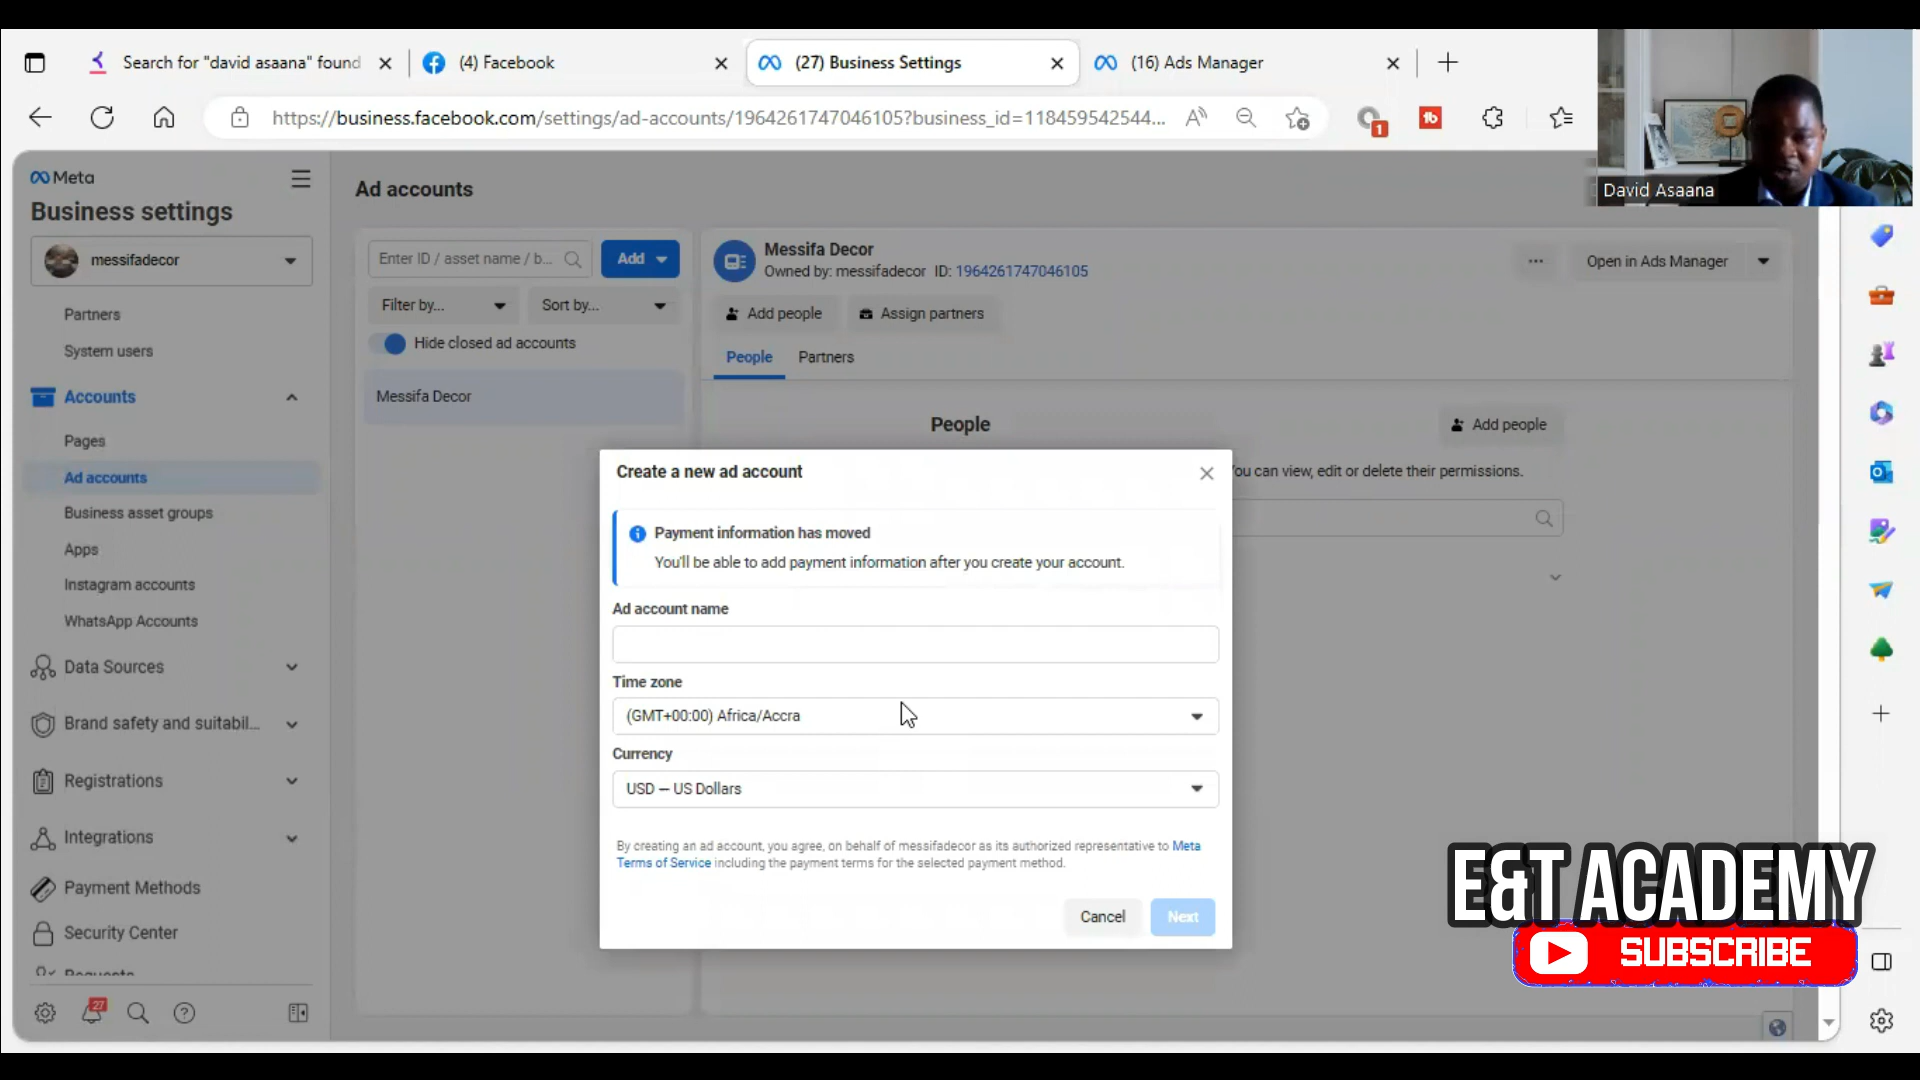 Search for "david asaana" found
(4) Facebook
(27) Business Settings
(16) Ads Manager
https://business.facebook.com/settings/ad-accounts/1964261747046105?business_id=118459542544...
1
David Asaana
Meta
Business settings
messifadecor
Partners
System users
Accounts
Pages
Ad accounts
Business asset groups
Apps
Instagram accounts
WhatsApp Accounts
Data Sources
Brand safety and suitabil...
Registrations
Integrations
Payment Methods
Security Center
Requests
27
Ad accounts
Enter ID / asset name / b...
Add
Filter by...
Sort by...
Hide closed ad accounts
Messifa Decor
Messifa Decor
Owned by: messifadecor ID: 1964261747046105
Open in Ads Manager
Add people
Assign partners
People
Partners
People
Add people
You can view, edit or delete their permissions.
Create a new ad account
Payment information has moved
You'll be able to add payment information after you create your account.
Ad account name
Time zone
(GMT+00:00) Africa/Accra
Currency
USD — US Dollars
By creating an ad account, you agree, on behalf of messifadecor as its authorized representative to Meta
Terms of Service including the payment terms for the selected payment method.
Cancel
Next
E&T ACADEMY
SUBSCRIBE